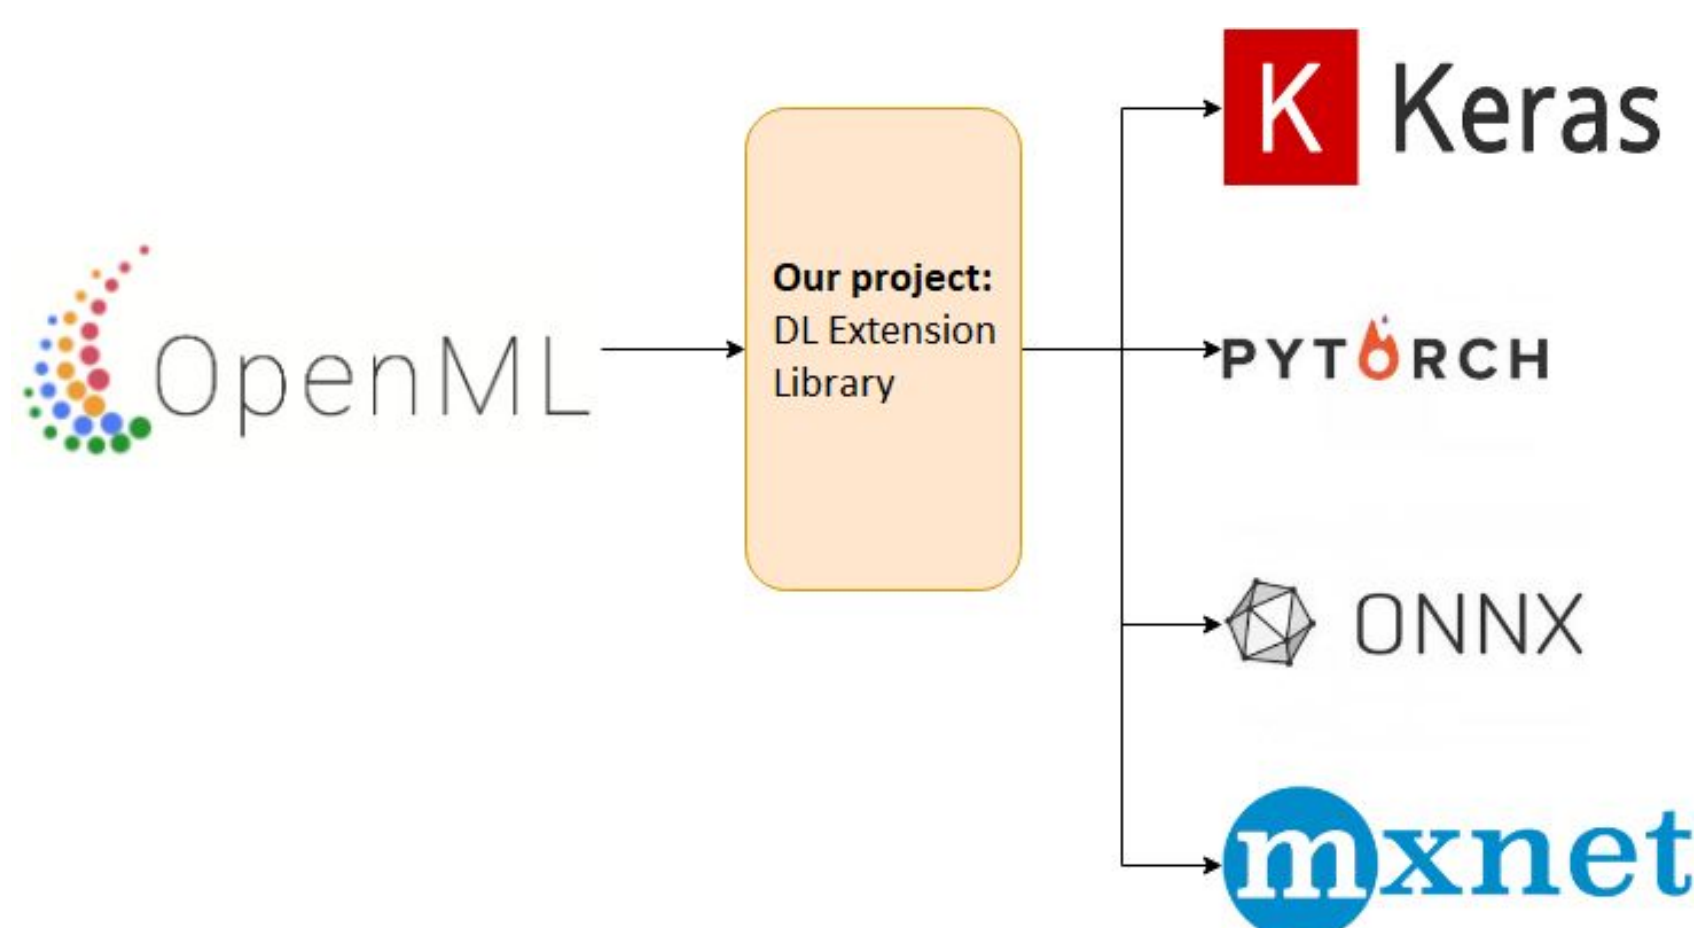 OpenML
Our project:
DL Extension
Library
K Keras
PYTORCH
ONNX
mxnet